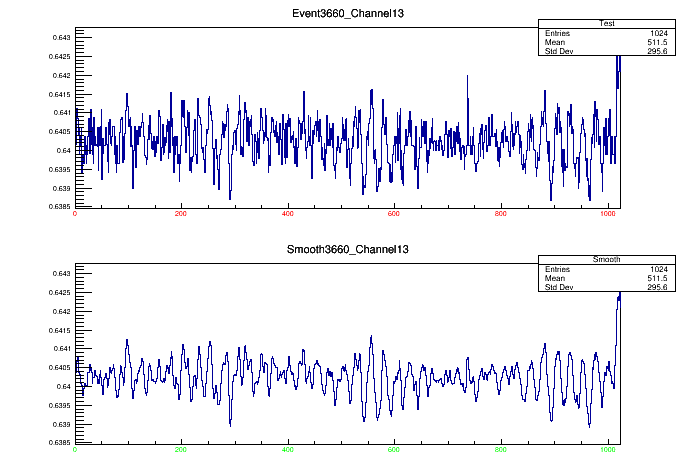 Event3660_Channel13
Test
Entries 1024
Mean 511.5
Std Dev 295.6
0.643
0.6425
0.642
0.6415
0.641
0.6405
0.64
0.6395
0.639
0.6385
0 200 400 600 800 1000
Smooth3660_Channel13
Smooth
Entries 1024
Mean 511.5
Std Dev 295.6
0.643
0.6425
0.642
0.6415
0.641
0.6405
0.64
0.6395
0.639
0.6385
0 200 400 600 800 1000